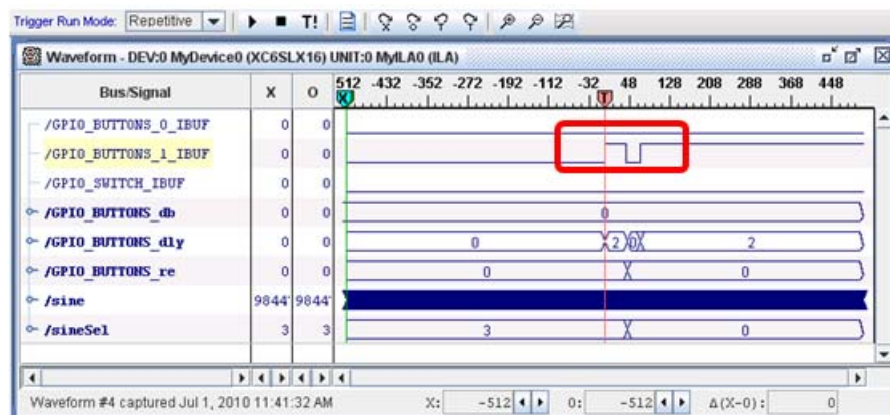 Trigger Run Mode: Repetitive T!
Waveform - DEV:0 MyDevice0 (XC6SLX16) UNIT:0 MyILA0 (ILA)
Bus/Signal X O 512 -432 -352 -272 -192 -112 -32 48 128 208 288 368 448
X T
/GPIO_BUTTONS_0_IBUF 0 0
/GPIO_BUTTONS_1_IBUF 0 0
/GPIO_SWITCH_IBUF 0 0
/GPIO_BUTTONS_db 0 0 0
/GPIO_BUTTONS_dly 0 0 0 2 0 2
/GPIO_BUTTONS_re 0 0 0 0
/sine 9844 9844
/sineSel 3 3 3 0
Waveform #4 captured Jul 1, 2010 11:41:32 AM X: -512 O: -512 Δ(X-O): 0